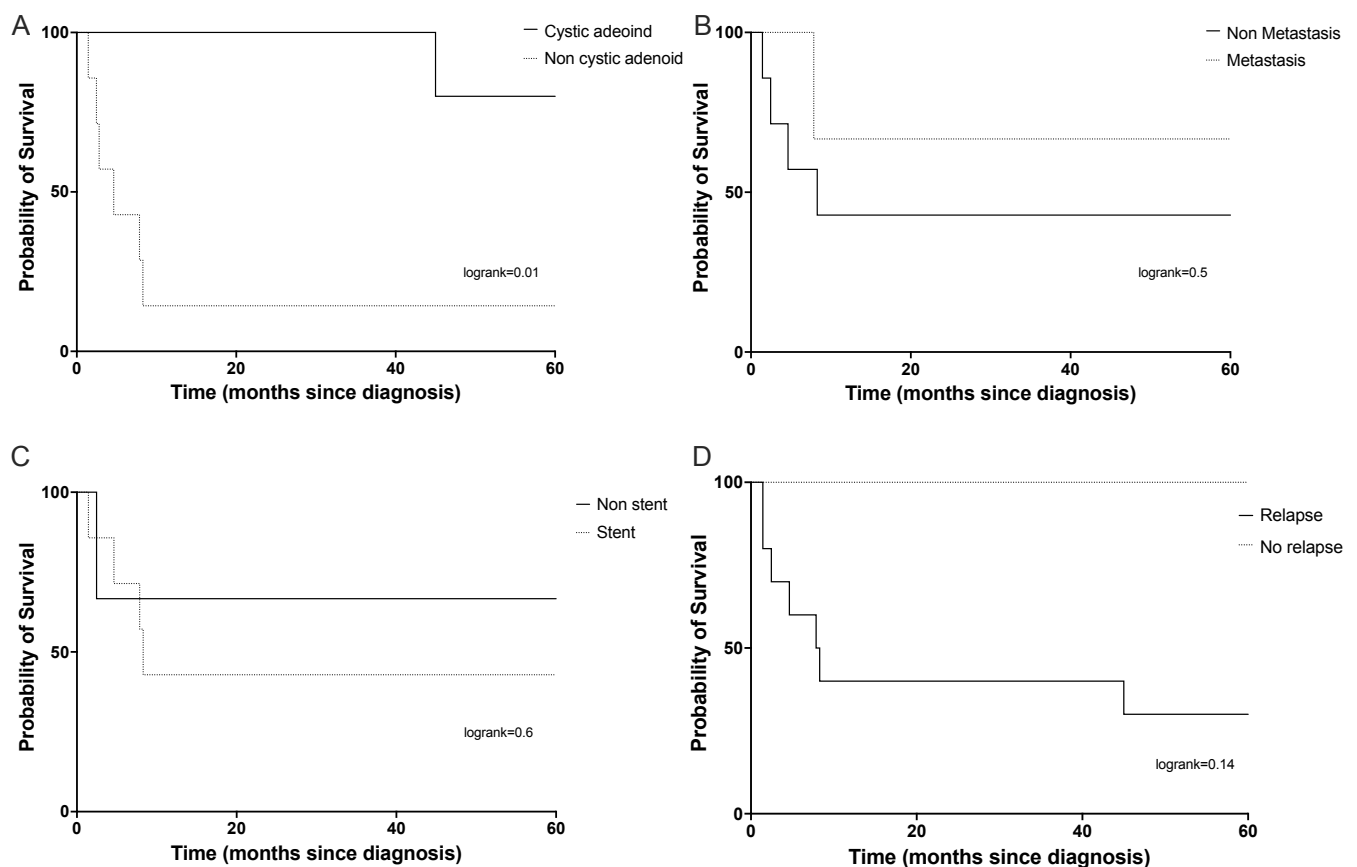 A
100
50
0
Probability of Survival
Cystic adeoind
Non cystic adenoid
logrank=0.01
0 20 40 60
Time (months since diagnosis)
B
100
50
0
Probability of Survival
Non Metastasis
Metastasis
logrank=0.5
0 20 40 60
Time (months since diagnosis)
C
100
50
0
Probability of Survival
Non stent
Stent
logrank=0.6
0 20 40 60
Time (months since diagnosis)
D
100
50
0
Probability of Survival
Relapse
No relapse
logrank=0.14
0 20 40 60
Time (months since diagnosis)